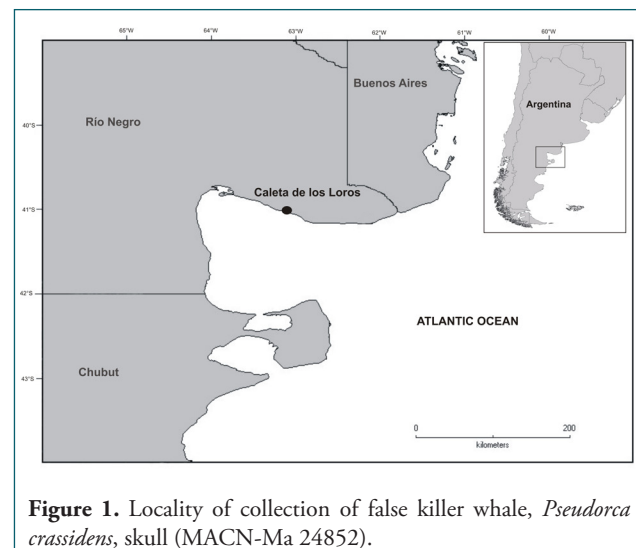 65°W 64°W 63°W 62°W 61°W 60°W
Buenos Aires
Argentina
40°S
Río Negro
Caleta de los Loros
41°S
42°S
ATLANTIC OCEAN
Chubut
43°S
0 200
kilometers
Figure 1. Locality of collection of false killer whale, Pseudorca
crassidens, skull (MACN-Ma 24852).